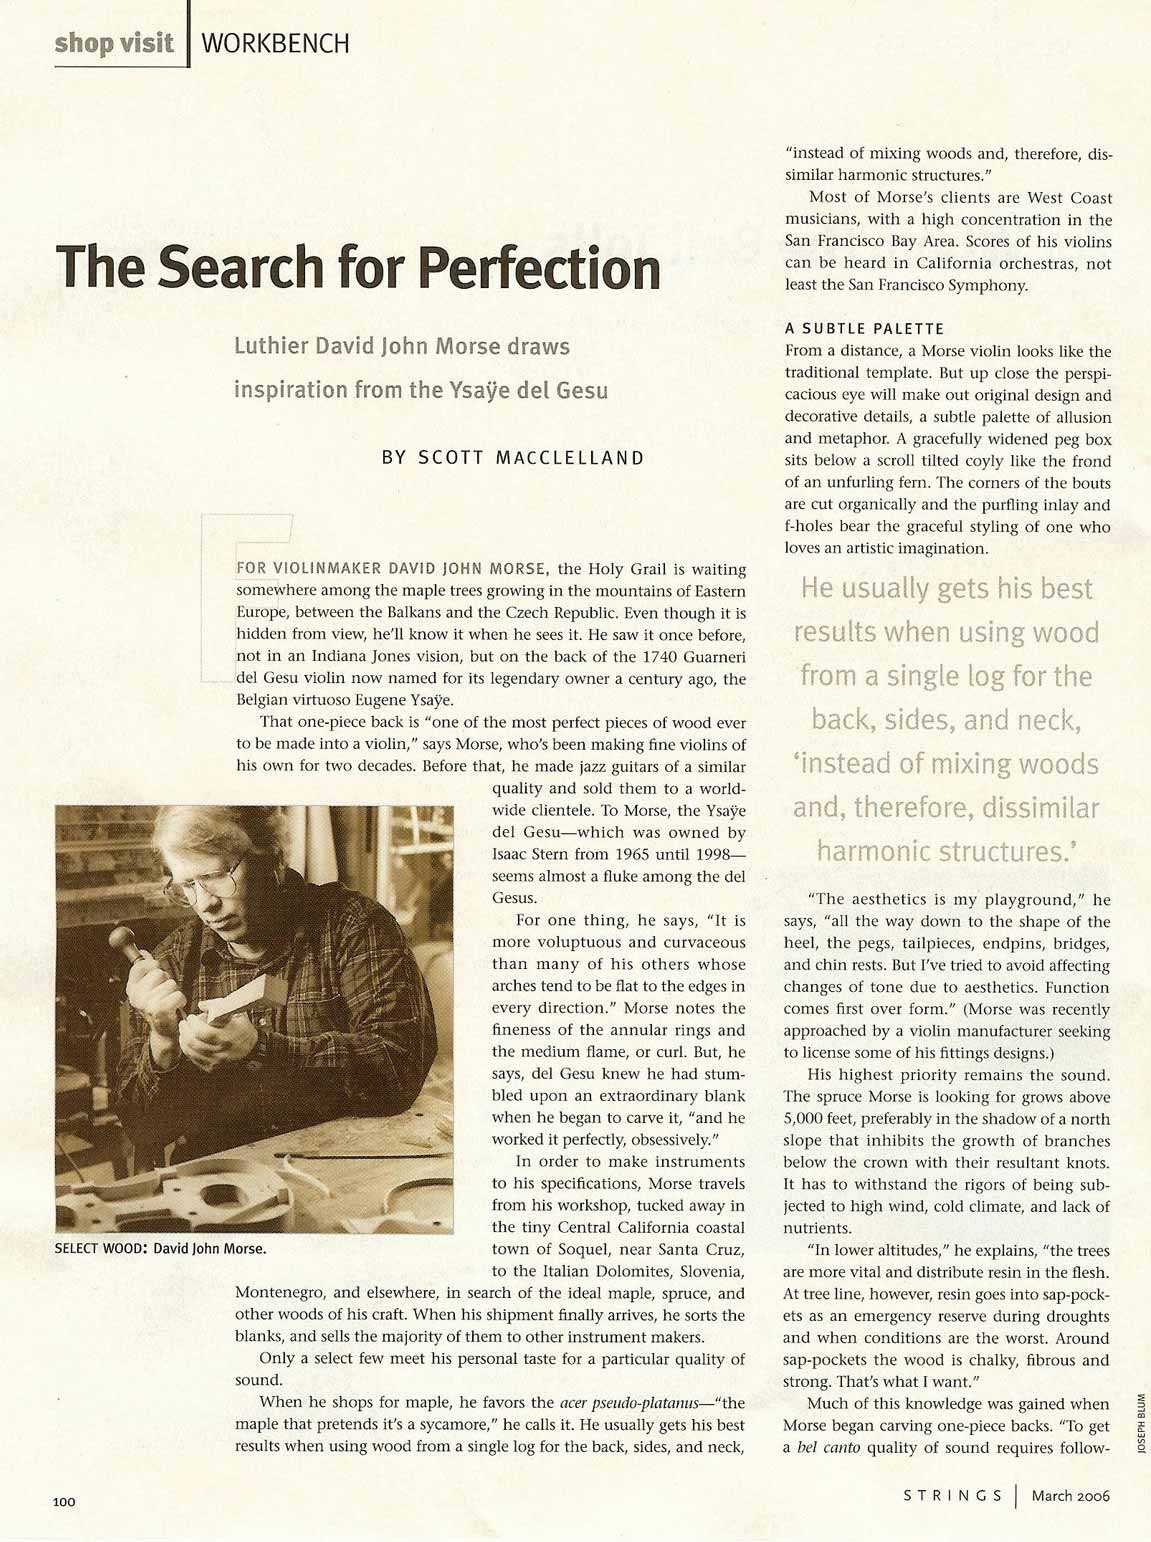 shop visit | WORKBENCH
The Search for Perfection
Luthier David John Morse draws
inspiration from the Ysaÿe del Gesu
BY SCOTT MACCLELLAND
FOR VIOLINMAKER DAVID JOHN MORSE, the Holy Grail is waiting
somewhere among the maple trees growing in the mountains of Eastern
Europe, between the Balkans and the Czech Republic. Even though it is
hidden from view, he'll know it when he sees it. He saw it once before,
not in an Indiana Jones vision, but on the back of the 1740 Guarneri
del Gesu violin now named for its legendary owner a century ago, the
Belgian virtuoso Eugene Ysaÿe.
That one-piece back is “one of the most perfect pieces of wood ever
to be made into a violin,” says Morse, who's been making fine violins of
his own for two decades. Before that, he made jazz guitars of a similar
quality and sold them to a world-
wide clientele. To Morse, the Ysaÿe
del Gesu—which was owned by
Isaac Stern from 1965 until 1998—
seems almost a fluke among the del
Gesus.
For one thing, he says, “It is
more voluptuous and curvaceous
than many of his others whose
arches tend to be flat to the edges in
every direction.” Morse notes the
fineness of the annular rings and
the medium flame, or curl. But, he
says, del Gesu knew he had stum-
bled upon an extraordinary blank
when he began to carve it, “and he
worked it perfectly, obsessively.”
In order to make instruments
to his specifications, Morse travels
from his workshop, tucked away in
the tiny Central California coastal
town of Soquel, near Santa Cruz,
to the Italian Dolomites, Slovenia,
Montenegro, and elsewhere, in search of the ideal maple, spruce, and
other woods of his craft. When his shipment finally arrives, he sorts the
blanks, and sells the majority of them to other instrument makers.
Only a select few meet his personal taste for a particular quality of
sound.
When he shops for maple, he favors the acer pseudo-platanus—“the
maple that pretends it's a sycamore,” he calls it. He usually gets his best
results when using wood from a single log for the back, sides, and neck,
SELECT WOOD: David John Morse.
“instead of mixing woods and, therefore, dis-
similar harmonic structures.”
Most of Morse's clients are West Coast
musicians, with a high concentration in the
San Francisco Bay Area. Scores of his violins
can be heard in California orchestras, not
least the San Francisco Symphony.
A SUBTLE PALETTE
From a distance, a Morse violin looks like the
traditional template. But up close the perspi-
cacious eye will make out original design and
decorative details, a subtle palette of allusion
and metaphor. A gracefully widened peg box
sits below a scroll tilted coyly like the frond
of an unfurling fern. The corners of the bouts
are cut organically and the purfling inlay and
f-holes bear the graceful styling of one who
loves an artistic imagination.
He usually gets his best
results when using wood
from a single log for the
back, sides, and neck,
‘instead of mixing woods
and, therefore, dissimilar
harmonic structures.’
“The aesthetics is my playground,” he
says, “all the way down to the shape of the
heel, the pegs, tailpieces, endpins, bridges,
and chin rests. But I've tried to avoid affecting
changes of tone due to aesthetics. Function
comes first over form.” (Morse was recently
approached by a violin manufacturer seeking
to license some of his fittings designs.)
His highest priority remains the sound.
The spruce Morse is looking for grows above
5,000 feet, preferably in the shadow of a north
slope that inhibits the growth of branches
below the crown with their resultant knots.
It has to withstand the rigors of being sub-
jected to high wind, cold climate, and lack of
nutrients.
“In lower altitudes,” he explains, “the trees
are more vital and distribute resin in the flesh.
At tree line, however, resin goes into sap-pock-
ets as an emergency reserve during droughts
and when conditions are the worst. Around
sap-pockets the wood is chalky, fibrous and
strong. That's what I want.”
Much of this knowledge was gained when
Morse began carving one-piece backs. “To get
a bel canto quality of sound requires follow-
JOSEPH BLUM
100
STRINGS | March 2006